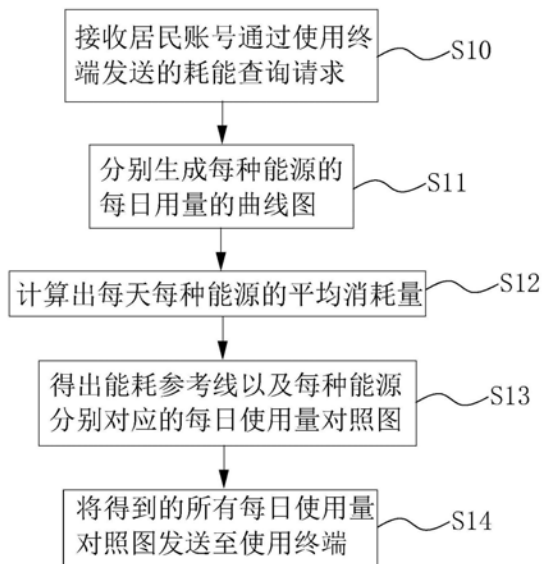 接收居民账号通过使用终
端发送的耗能查询请求
S10
分别生成每种能源的
每日用量的曲线图
S11
计算出每天每种能源的平均消耗量
S12
得出能耗参考线以及每种能源
分别对应的每日使用量对照图
S13
将得到的所有每日使用量
对照图发送至使用终端
S14